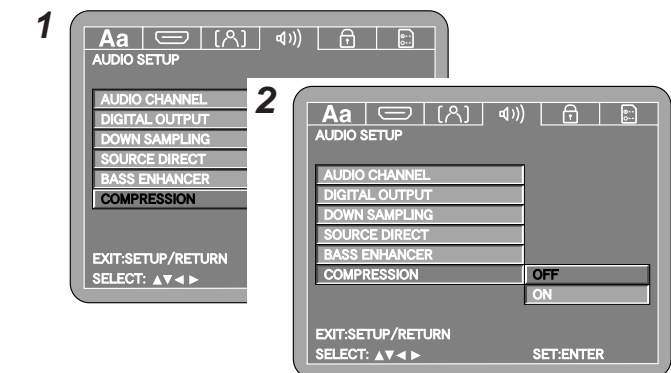 1
Aa
AUDIO SETUP
AUDIO CHANNEL
DIGITAL OUTPUT
DOWN SAMPLING
SOURCE DIRECT
BASS ENHANCER
COMPRESSION
EXIT:SETUP/RETURN
SELECT: ▲▼◄►
2
Aa
AUDIO SETUP
AUDIO CHANNEL
DIGITAL OUTPUT
DOWN SAMPLING
SOURCE DIRECT
BASS ENHANCER
COMPRESSION OFF
ON
EXIT:SETUP/RETURN
SELECT: ▲▼◄► SET:ENTER